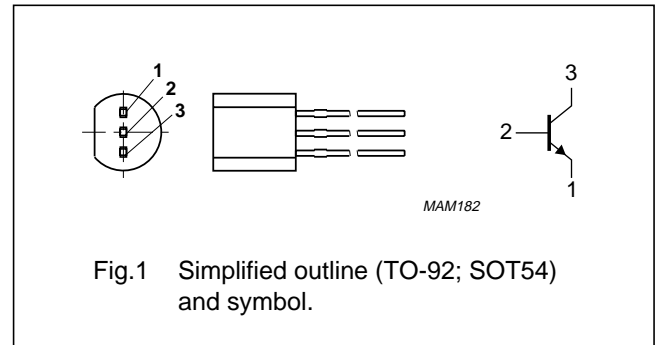 1
2
3
3
2
1
MAM182
Fig.1 Simplified outline (TO-92; SOT54)
and symbol.